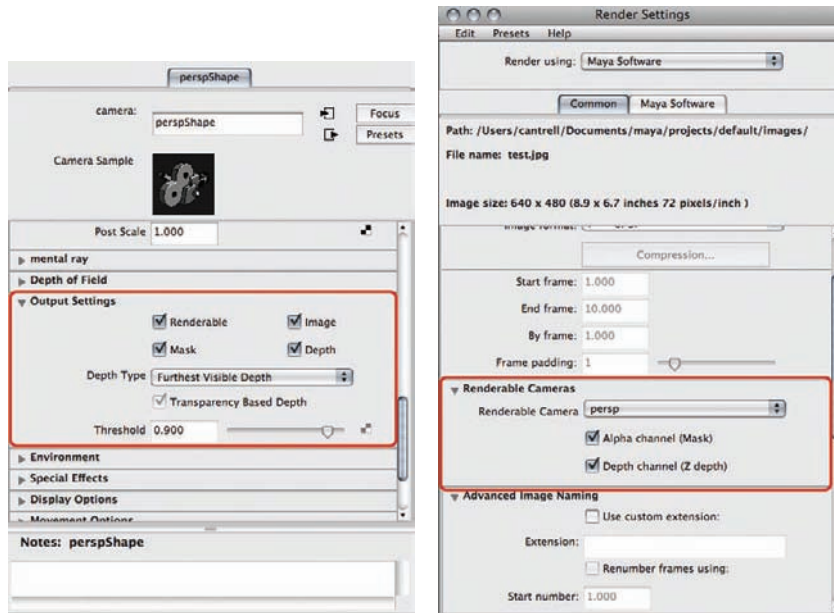 perspShape
camera:
perspShape
Focus
Presets
Camera Sample
Post Scale 1.000
mental ray
Depth of Field
Output Settings
Renderable Image
Mask Depth
Depth Type Furthest Visible Depth
Transparency Based Depth
Threshold 0.900
Environment
Special Effects
Display Options
Movement Options
Notes: perspShape
Render Settings
Edit Presets Help
Render using: Maya Software
Common Maya Software
Path: /Users/cantrell/Documents/maya/projects/default/images/
File name: test.jpg
Image size: 640 x 480 (8.9 x 6.7 inches 72 pixels/inch )
Image format:
Compression...
Start frame: 1.000
End frame: 10.000
By frame: 1.000
Frame padding: 1
Renderable Cameras
Renderable Camera persp
Alpha channel (Mask)
Depth channel (Z depth)
Advanced Image Naming
Use custom extension:
Extension:
Renumber frames using:
Start number: 1.000